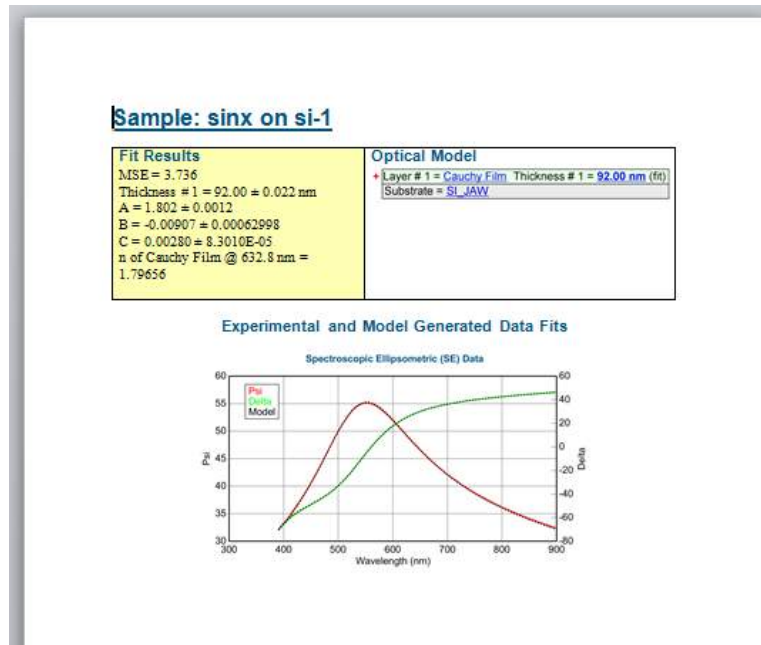 Sample: sinx on si-1
Fit Results
MSE = 3.736
Thickness # 1 = 92.00 ± 0.022 nm
A = 1.802 ± 0.0012
B = -0.00907 ± 0.00062998
C = 0.00280 ± 8.3010E-05
n of Cauchy Film @ 632.8 nm =
1.79656
Optical Model
+ Layer # 1 = Cauchy Film Thickness # 1 = 92.00 nm (fit)
Substrate = SI_JAW
Experimental and Model Generated Data Fits
Spectroscopic Ellipsometric (SE) Data
Psi
Delta
Model
60
55
50
45
40
35
30
Psi
60
40
20
0
-20
-40
-60
-80
Delta
300 400 500 600 700 800 900
Wavelength (nm)